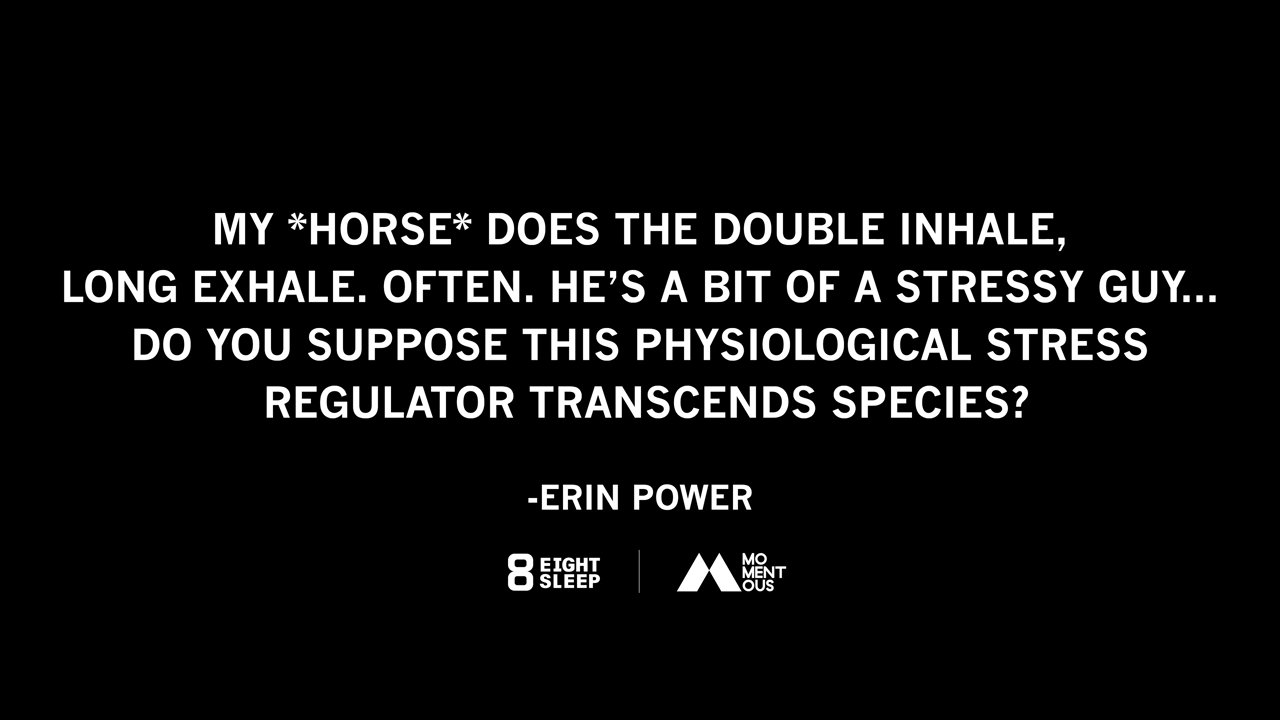 MY *HORSE* DOES THE DOUBLE INHALE,
LONG EXHALE. OFTEN. HE’S A BIT OF A STRESSY GUY...
DO YOU SUPPOSE THIS PHYSIOLOGICAL STRESS
REGULATOR TRANSCENDS SPECIES?
-ERIN POWER
8 EIGHT
SLEEP
MO
MENT
OUS